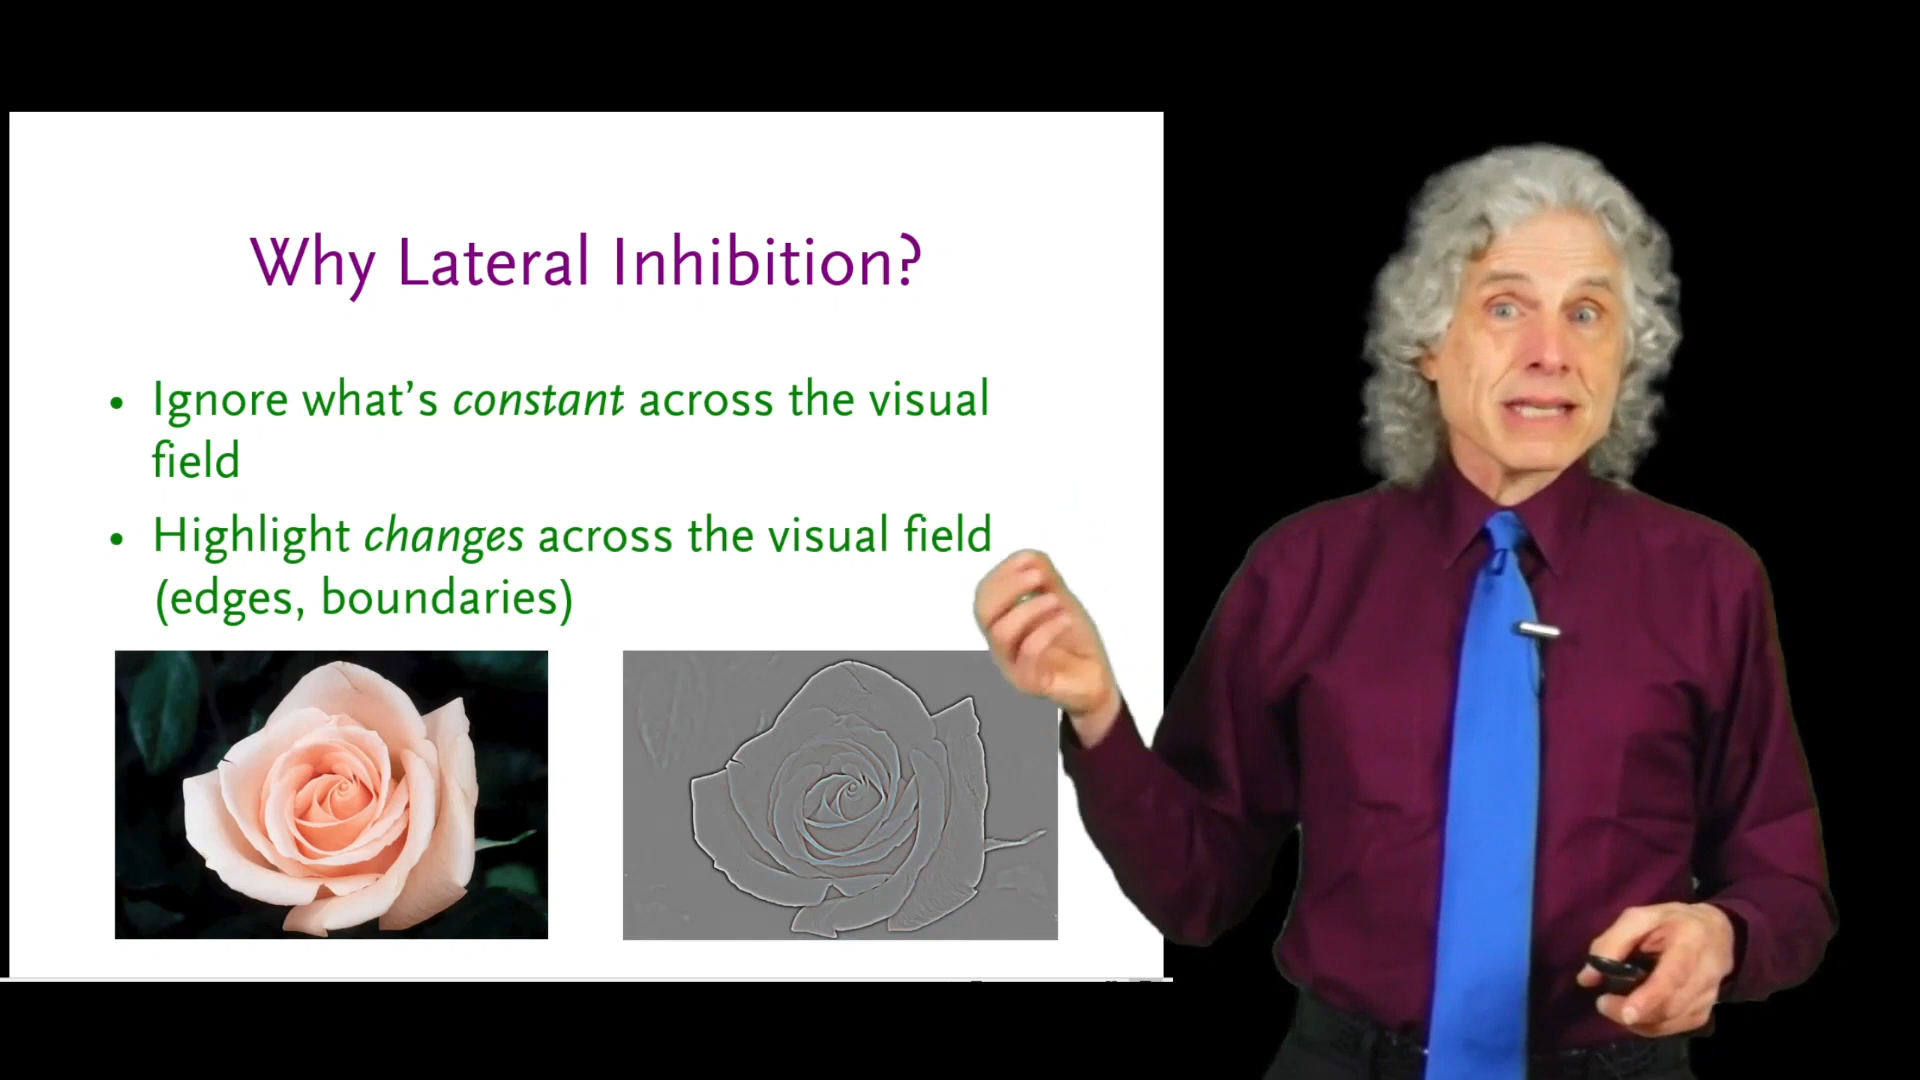 Why Lateral Inhibition?
• Ignore what's constant across the visual
field
• Highlight changes across the visual field
(edges, boundaries)